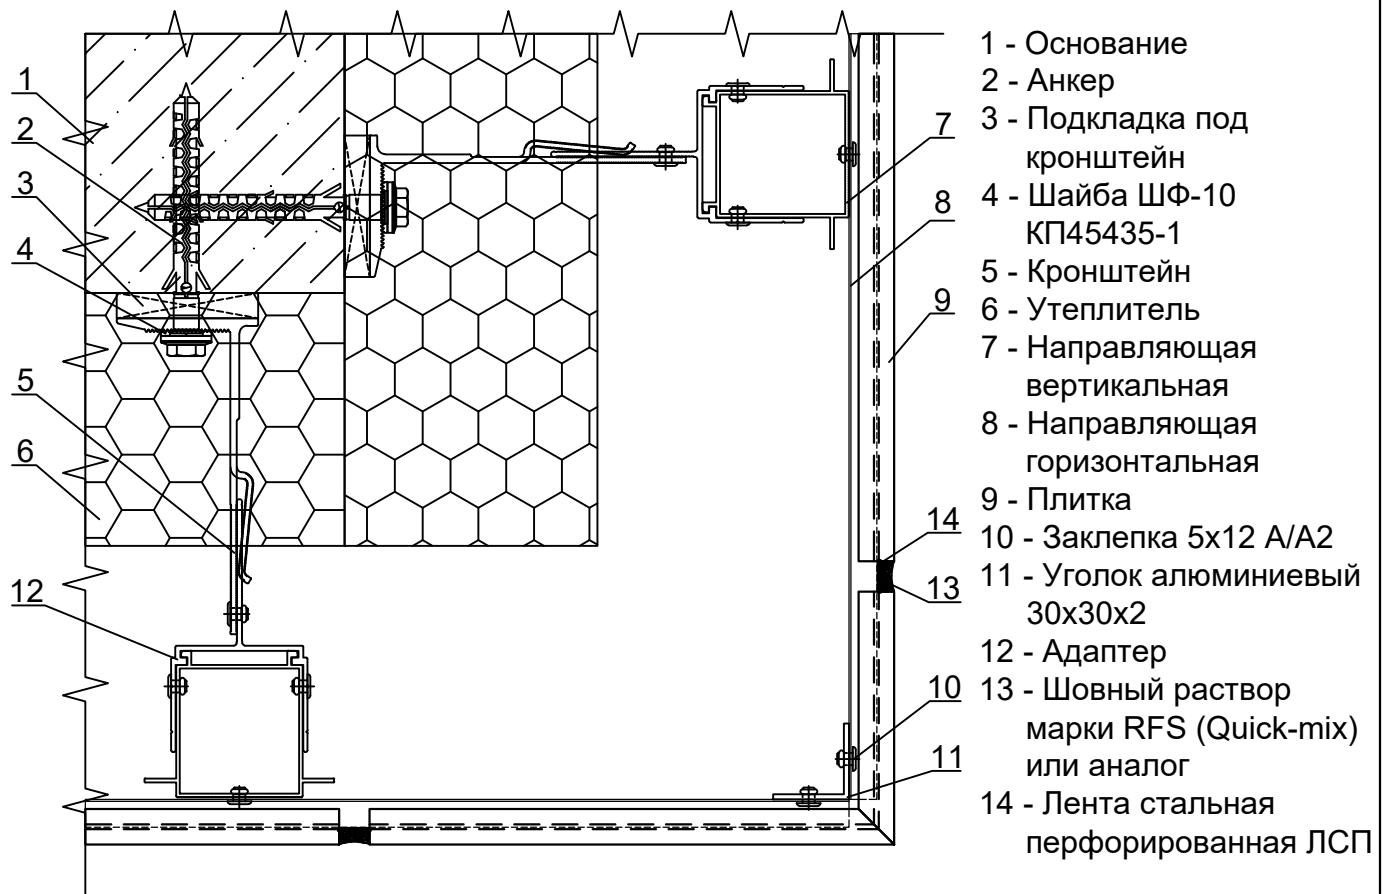 1 - Основание
2 - Анкер
3 - Подкладка под
кронштейн
4 - Шайба ШФ-10
КП45435-1
5 - Кронштейн
6 - Утеплитель
7 - Направляющая
вертикальная
8 - Направляющая
горизонтальная
9 - Плитка
10 - Заклепка 5х12 А/А2
11 - Уголок алюминиевый
30х30х2
12 - Адаптер
13 - Шовный раствор
марки RFS (Quick-mix)
или аналог
14 - Лента стальная
перфорированная ЛСП
1
2
3
4
5
6
12
7
8
9
14
13
10
11